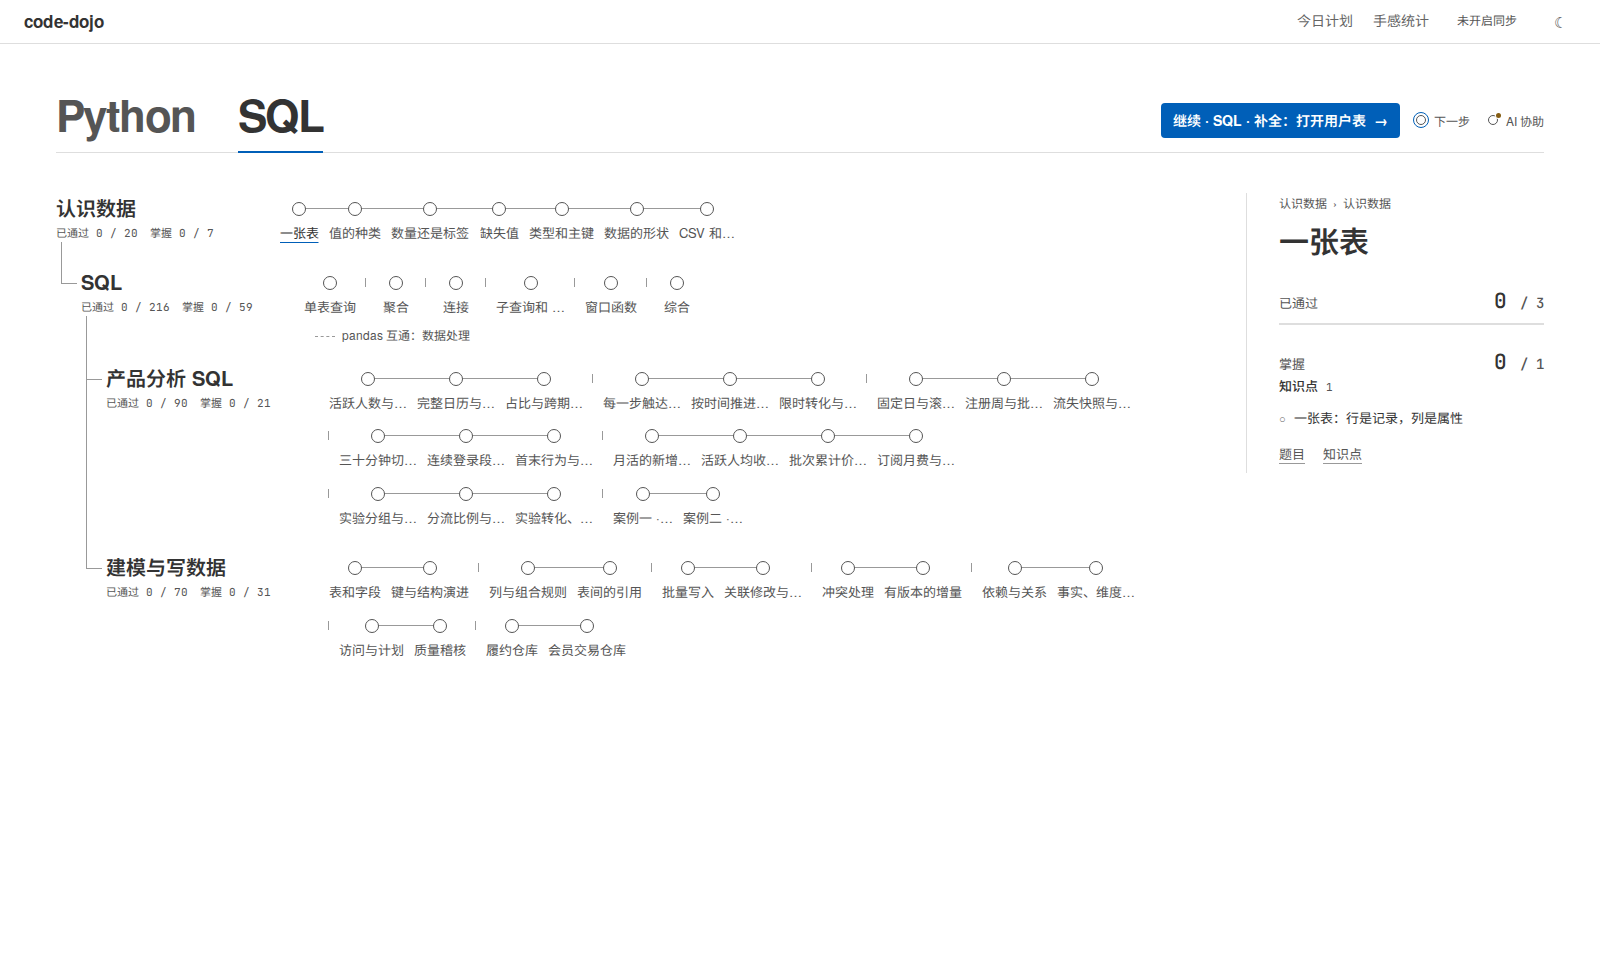 code-dojo
今日计划 手感统计 未开启同步
Python SQL
继续 · SQL · 补全：打开用户表 →
下一步 AI 协助
认识数据
已通过 0 / 20 掌握 0 / 7
一张表 值的种类 数量还是标签 缺失值 类型和主键 数据的形状 CSV 和…
SQL
已通过 0 / 216 掌握 0 / 59
单表查询 聚合 连接 子查询和 … 窗口函数 综合
pandas 互通：数据处理
产品分析 SQL
已通过 0 / 90 掌握 0 / 21
活跃人数与… 完整日历与… 占比与跨期… 每一步触达… 按时间推进… 限时转化与… 固定日与滚… 注册周与批… 流失快照与…
三十分钟切… 连续登录段… 首末行为与… 月活的新增… 活跃人均收… 批次累计价… 订阅月费与…
实验分组与… 分流比例与… 实验转化、… 案例一 ·… 案例二 ·…
建模与写数据
已通过 0 / 70 掌握 0 / 31
表和字段 键与结构演进 列与组合规则 表间的引用 批量写入 关联修改与… 冲突处理 有版本的增量 依赖与关系 事实、维度…
访问与计划 质量稽核 履约仓库 会员交易仓库
认识数据 › 认识数据
一张表
已通过 0 / 3
掌握 0 / 1
知识点 1
一张表：行是记录，列是属性
题目 知识点